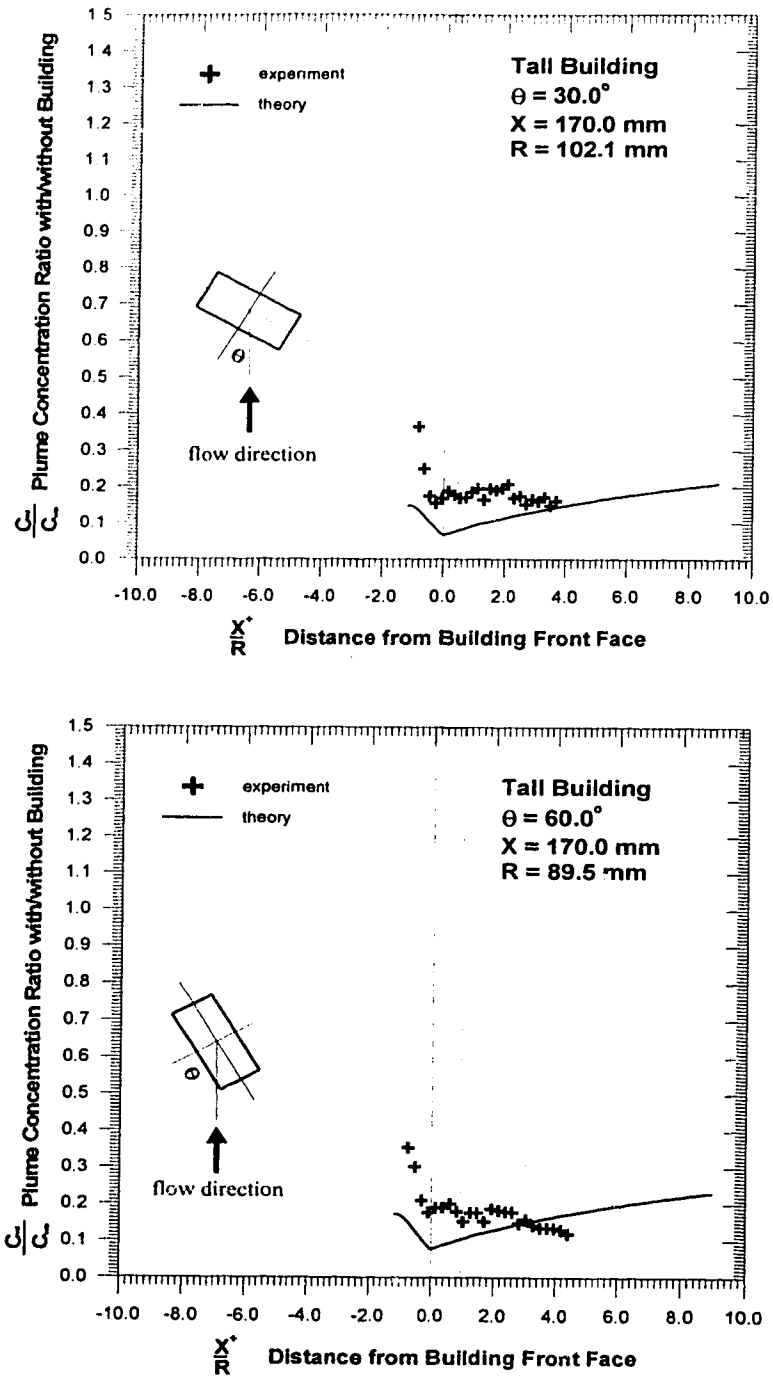 1.5
1.4
1.3
1.2
1.1
1.0
0.9
0.8
0.7
0.6
0.5
0.4
0.3
0.2
0.1
0.0
Plume Concentration Ratio with/without Building
experiment
theory
Tall Building
Θ = 30.0°
X = 170.0 mm
R = 102.1 mm
Θ
flow direction
-10.0 -8.0 -6.0 -4.0 -2.0 0.0 2.0 4.0 6.0 8.0 10.0
X⁺
R
Distance from Building Front Face
1.5
1.4
1.3
1.2
1.1
1.0
0.9
0.8
0.7
0.6
0.5
0.4
0.3
0.2
0.1
0.0
Plume Concentration Ratio with/without Building
experiment
theory
Tall Building
Θ = 60.0°
X = 170.0 mm
R = 89.5 mm
Θ
flow direction
-10.0 -8.0 -6.0 -4.0 -2.0 0.0 2.0 4.0 6.0 8.0 10.0
X⁺
R
Distance from Building Front Face